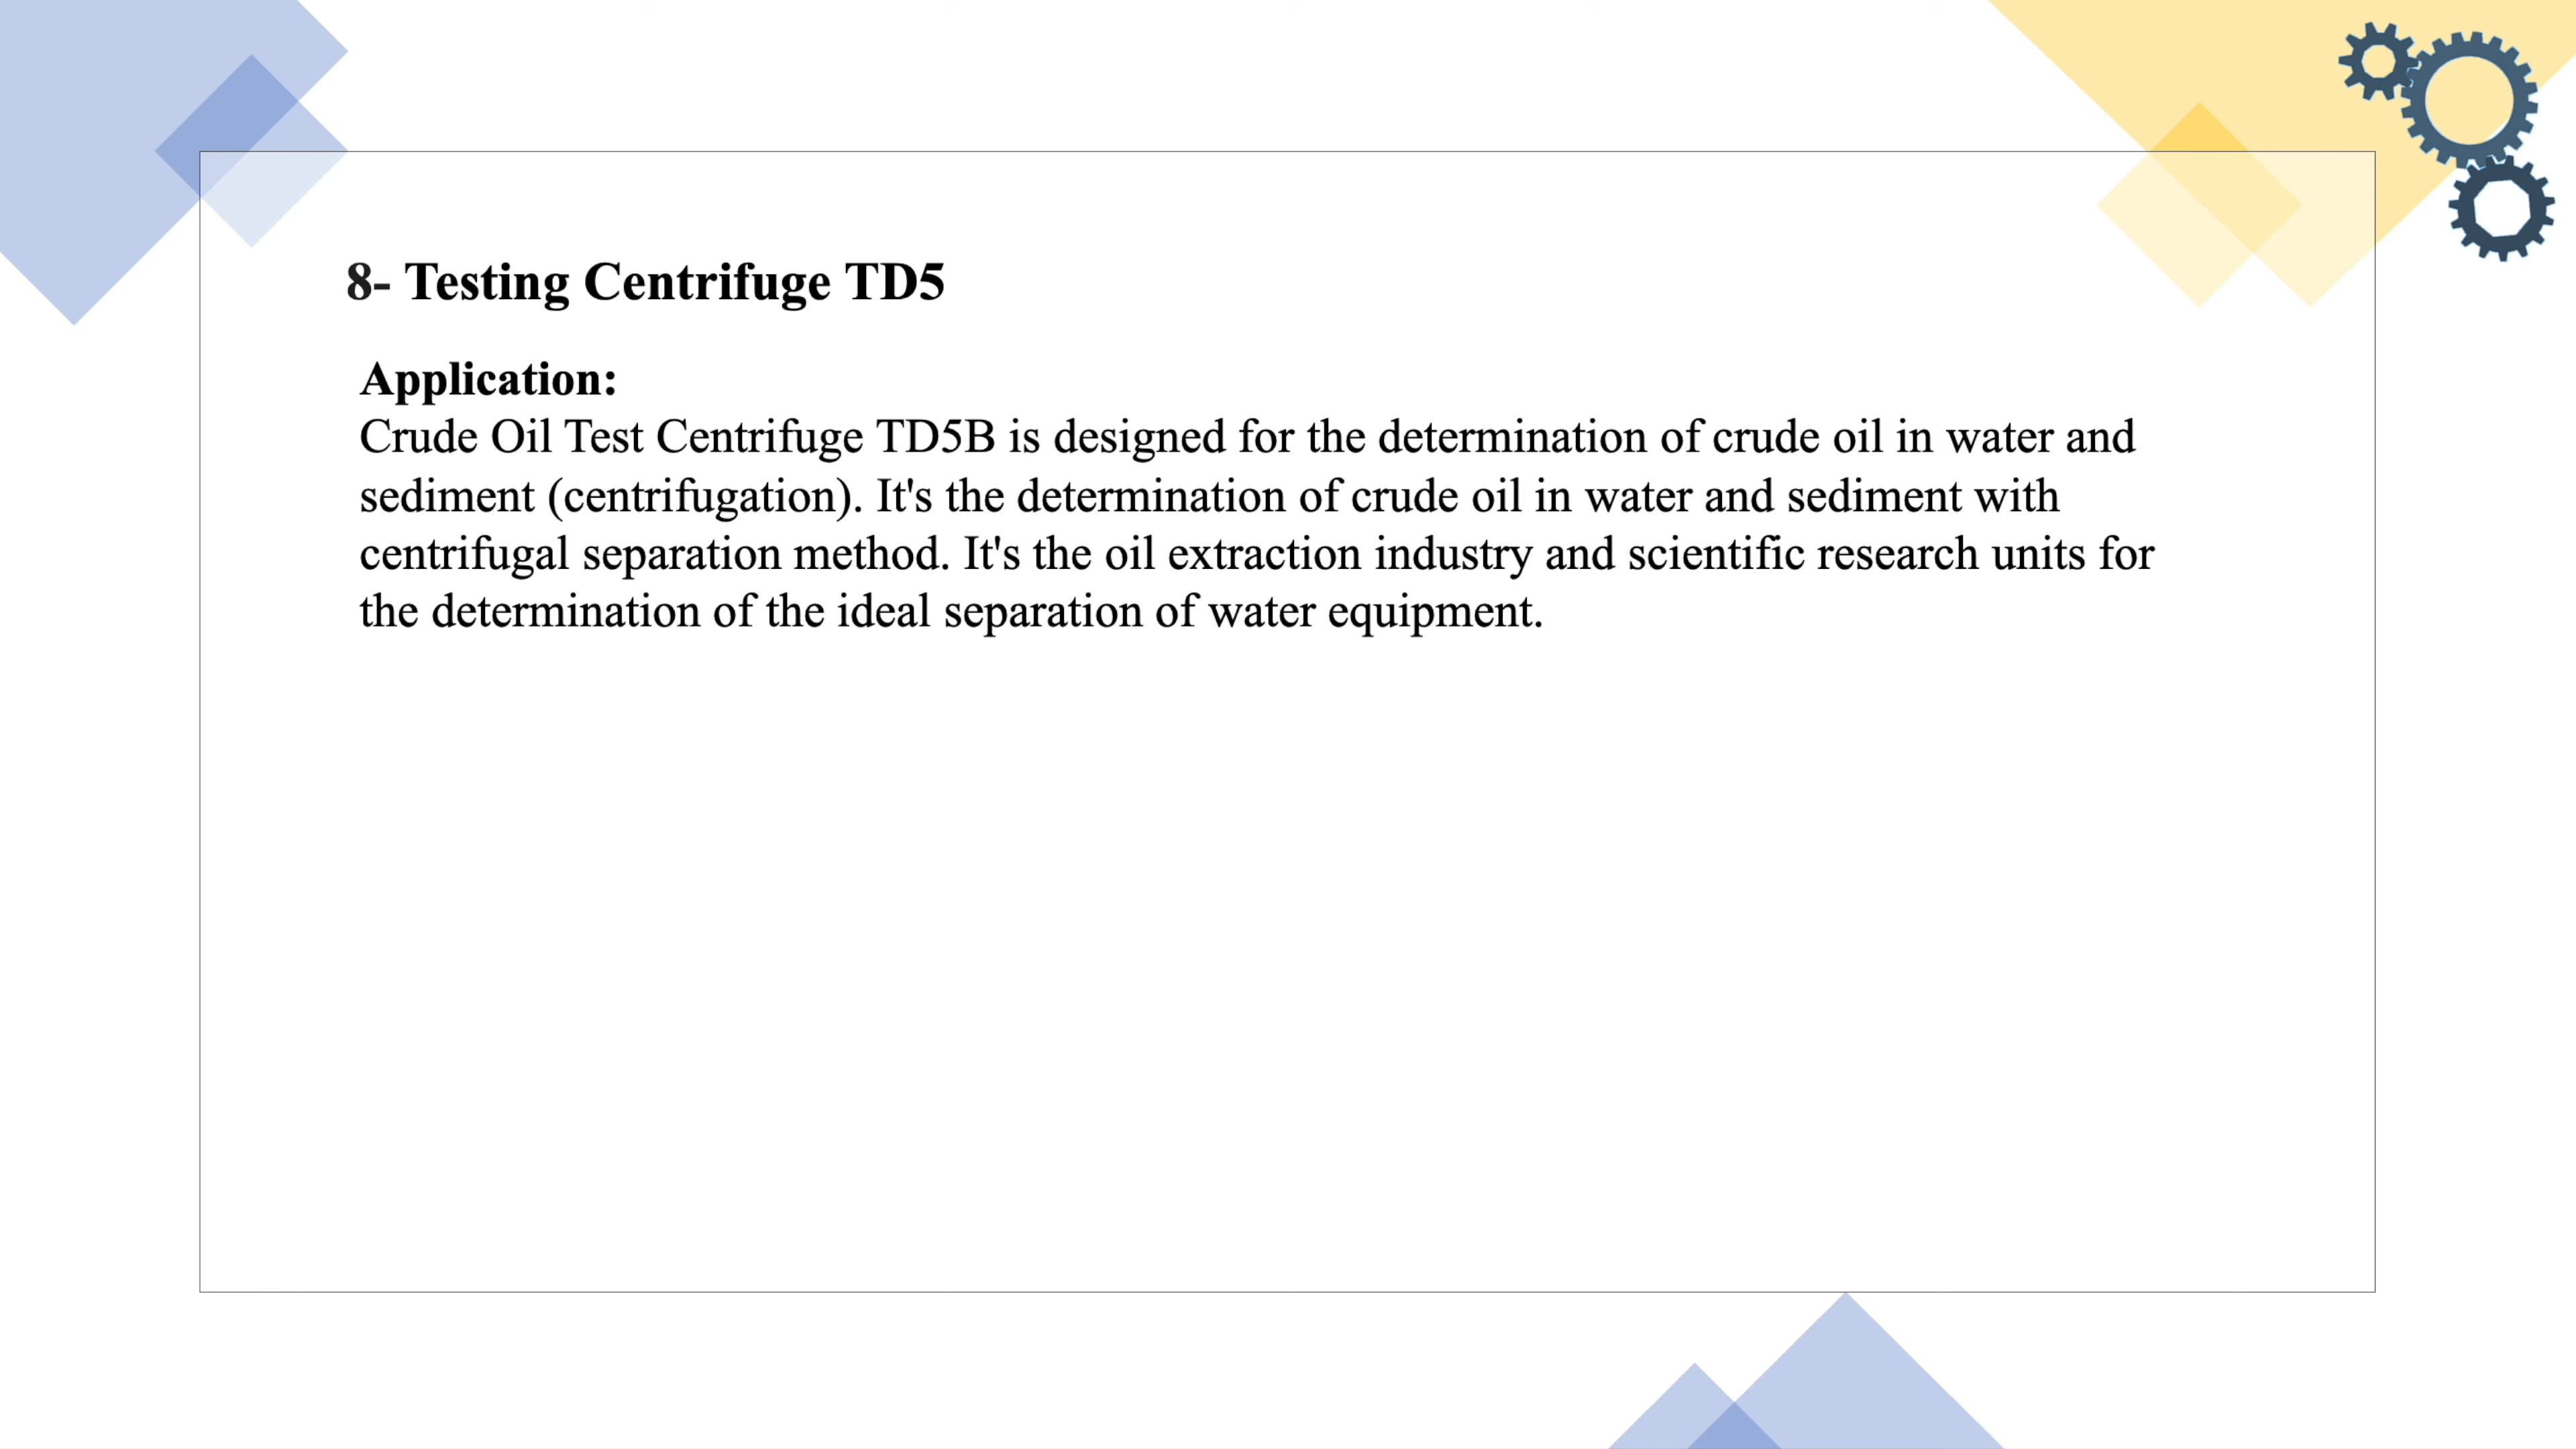 8- Testing Centrifuge TD5
Application:
Crude Oil Test Centrifuge TD5B is designed for the determination of crude oil in water and
sediment (centrifugation). It's the determination of crude oil in water and sediment with
centrifugal separation method. It's the oil extraction industry and scientific research units for
the determination of the ideal separation of water equipment.